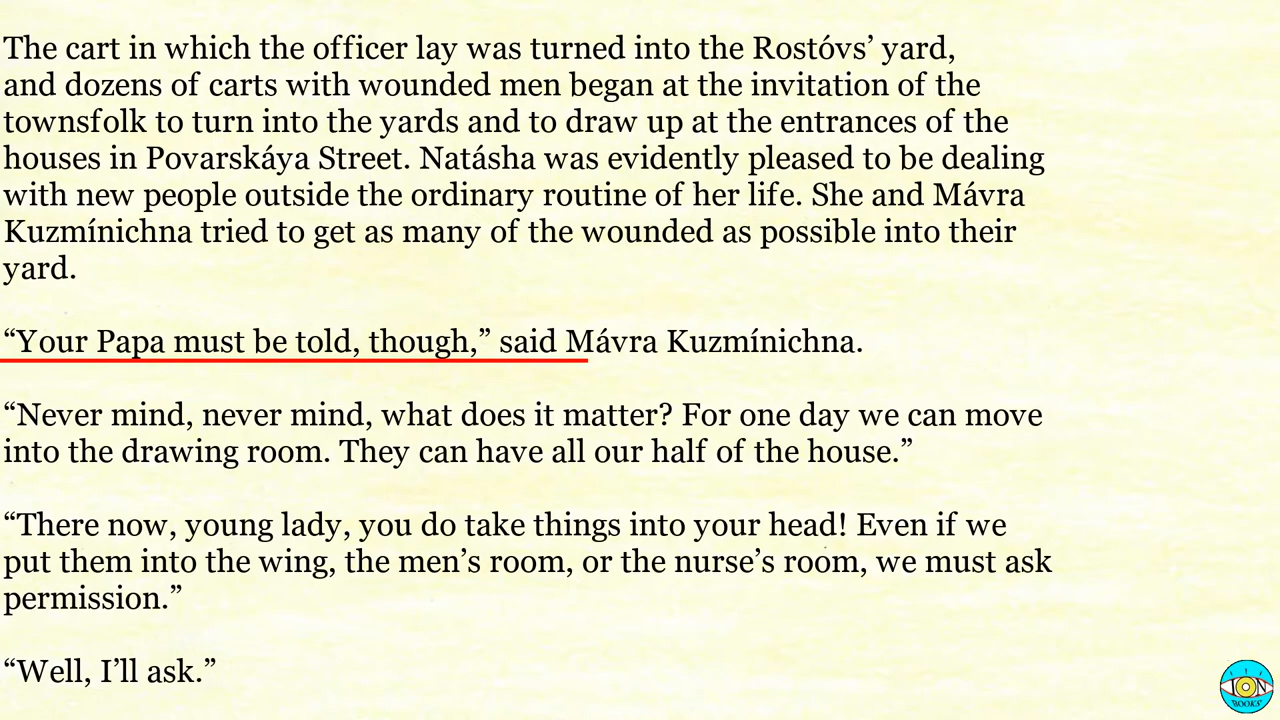 The cart in which the officer lay was turned into the Rostóvs’ yard,
and dozens of carts with wounded men began at the invitation of the
townsfolk to turn into the yards and to draw up at the entrances of the
houses in Povarskáya Street. Natásha was evidently pleased to be dealing
with new people outside the ordinary routine of her life. She and Mávra
Kuzmínichna tried to get as many of the wounded as possible into their
yard.
“Your Papa must be told, though,” said Mávra Kuzmínichna.
“Never mind, never mind, what does it matter? For one day we can move
into the drawing room. They can have all our half of the house.”
“There now, young lady, you do take things into your head! Even if we
put them into the wing, the men’s room, or the nurse’s room, we must ask
permission.”
“Well, I’ll ask.”
ION
BOOKS